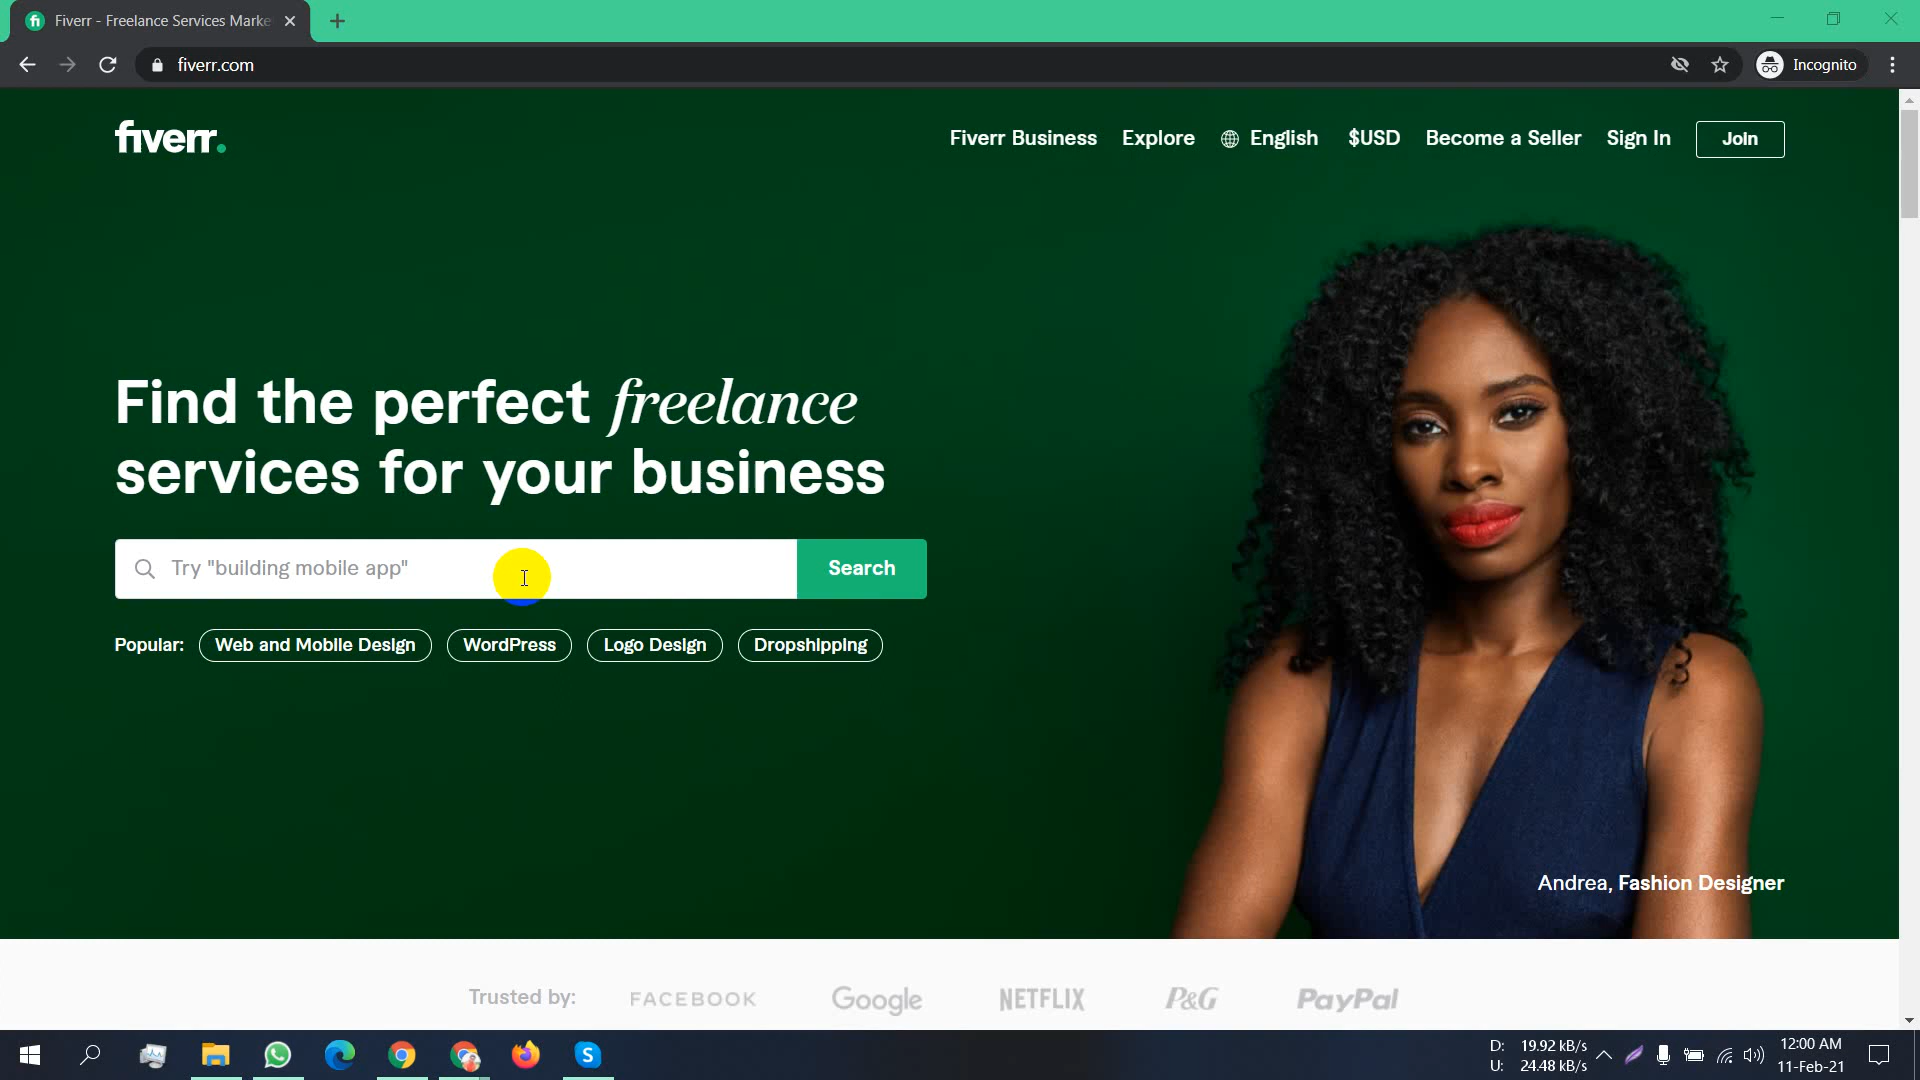 Fiverr - Freelance Services Marke
fiverr.com
Incognito
fiverr.
Fiverr Business
Explore
English
$USD
Become a Seller
Sign In
Join
Find the perfect freelance
services for your business
Try "building mobile app"
Search
Popular:
Web and Mobile Design
WordPress
Logo Design
Dropshipping
Andrea, Fashion Designer
Trusted by:
FACEBOOK
Google
NETFLIX
P&G
PayPal
D: 19.92 kB/s
U: 24.48 kB/s
12:00 AM
11-Feb-21